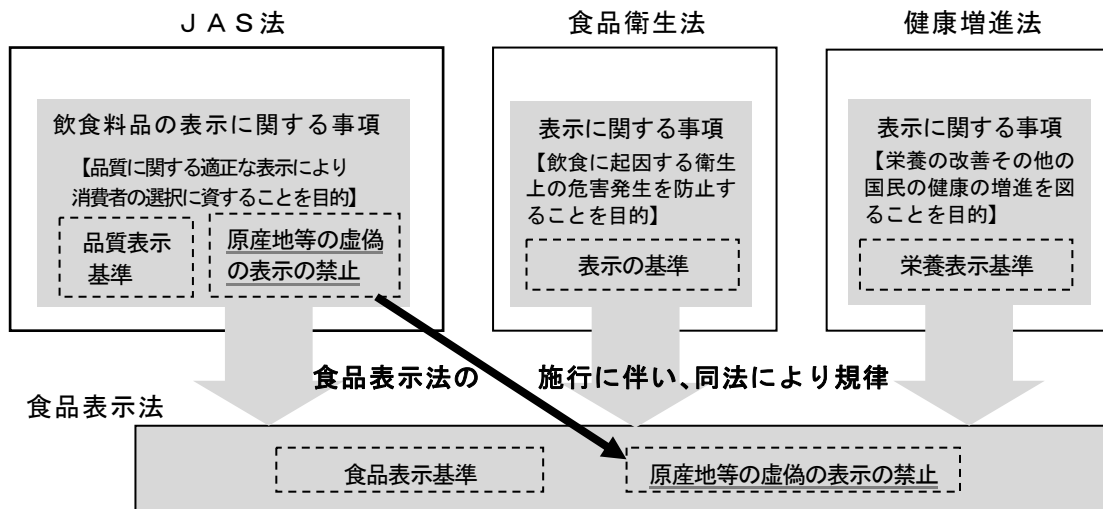 ＪＡＳ法
飲食料品の表示に関する事項
【品質に関する適正な表示により
消費者の選択に資することを目的】
品質表示
基準
原産地等の虚偽
の表示の禁止
食品衛生法
表示に関する事項
【飲食に起因する衛生
上の危害発生を防止す
ることを目的】
表示の基準
健康増進法
表示に関する事項
【栄養の改善その他の
国民の健康の増進を図
ることを目的】
栄養表示基準
食品表示法の　施行に伴い、同法により規律
食品表示法
食品表示基準
原産地等の虚偽の表示の禁止